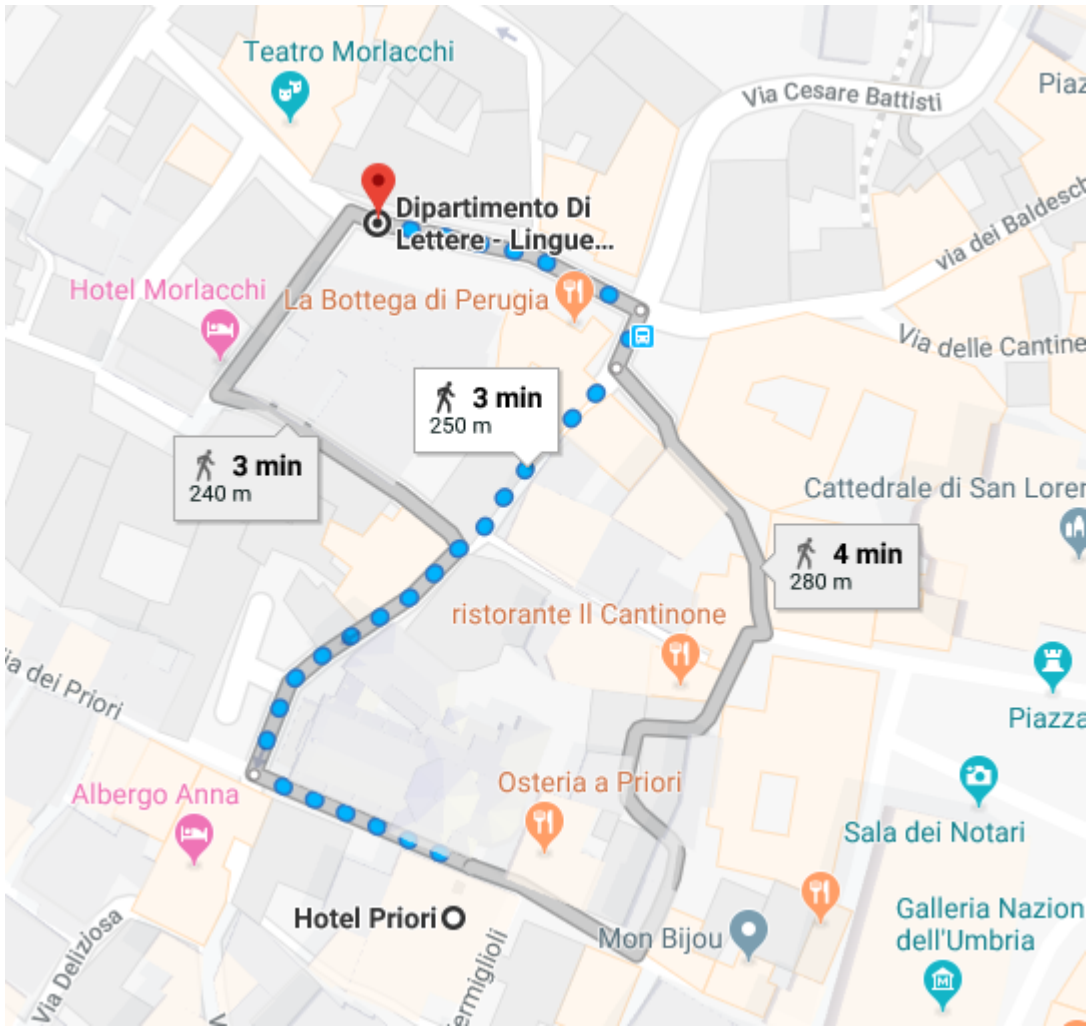 Teatro Morlacchi
Via Cesare Battisti
Piaz
Dipartimento Di
Lettere - Lingue...
via dei Baldesch
Hotel Morlacchi
La Bottega di Perugia
Via delle Cantine
3 min
250 m
3 min
240 m
Cattedrale di San Loren
4 min
280 m
ristorante Il Cantinone
ia dei Priori
Piazza
Albergo Anna
Osteria a Priori
Sala dei Notari
Hotel Priori
Mon Bijou
Galleria Nazion
dell'Umbria
Via Deliziosa
ermiglioli